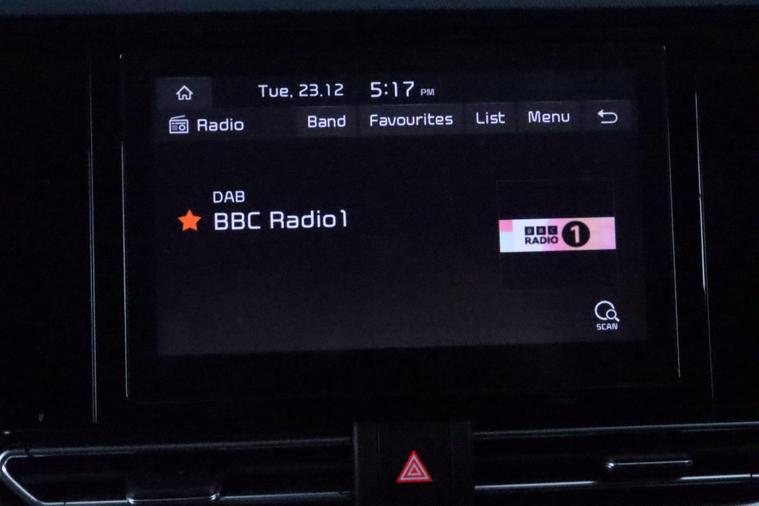 Tue, 23.12 5:17 PM
Radio Band Favourites List Menu
DAB
BBC Radio1
BBC
RADIO 1
SCAN